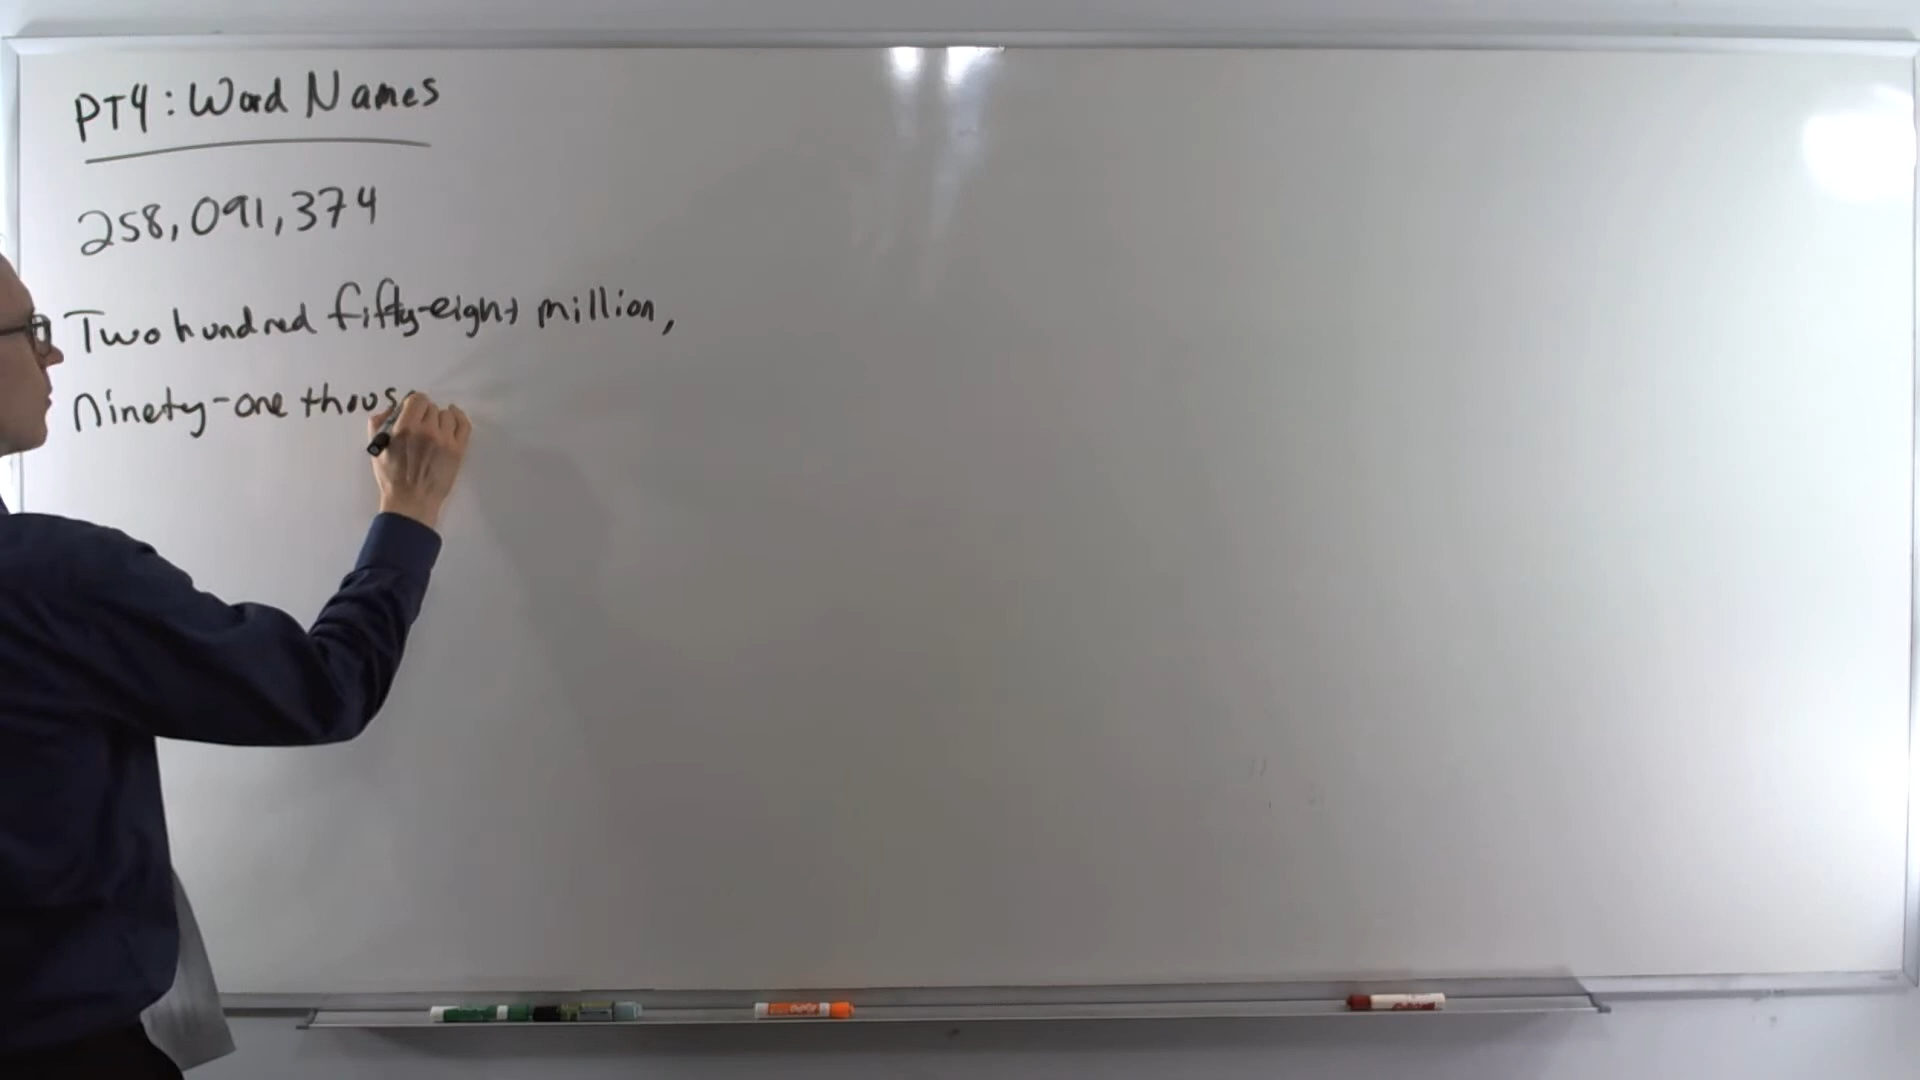 PT4: Word Names
258,091,374
Two hundred fifty-eight million,
Ninety-one thous